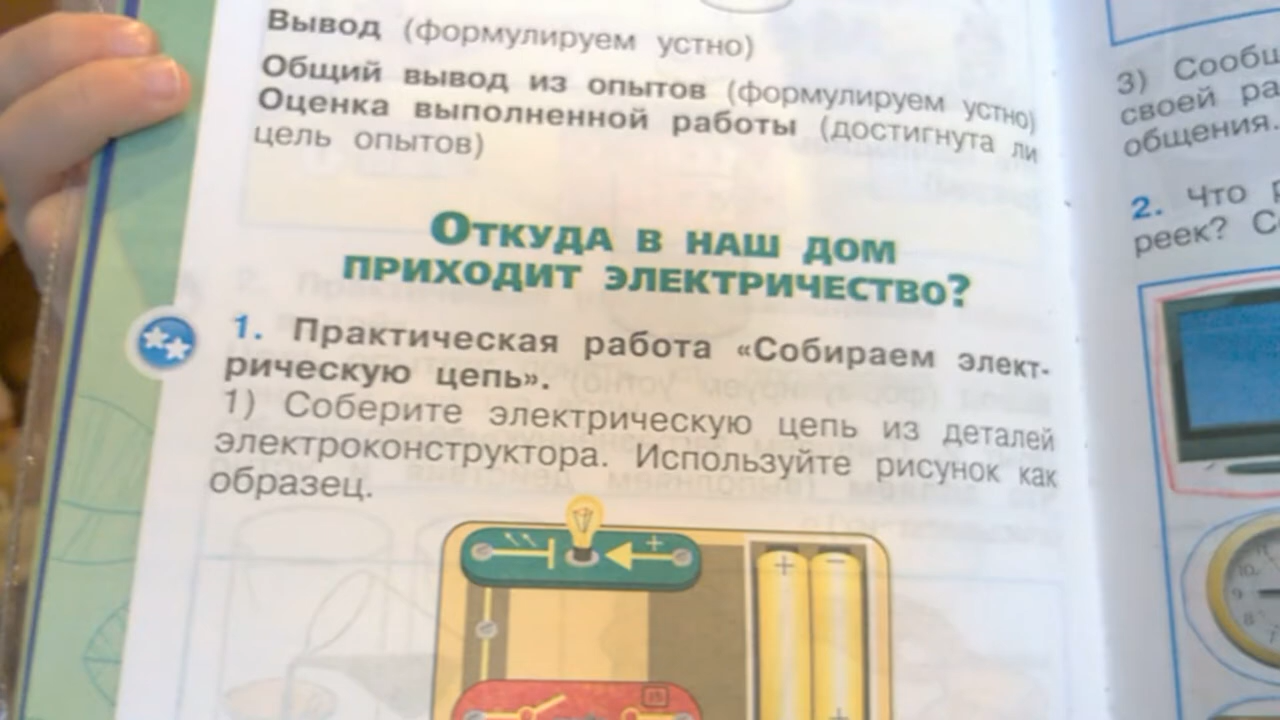 Вывод (формулируем устно)
Общий вывод из опытов (формулируем устно)
Оценка выполненной работы (достигнута ли
цель опытов)
ОТКУДА В НАШ ДОМ
ПРИХОДИТ ЭЛЕКТРИЧЕСТВО?
1. Практическая работа «Собираем элект-
рическую цепь».
1) Соберите электрическую цепь из деталей
электроконструктора. Используйте рисунок как
образец.
3) Сообщ
своей ра
общения.
2. Что р
реек? С